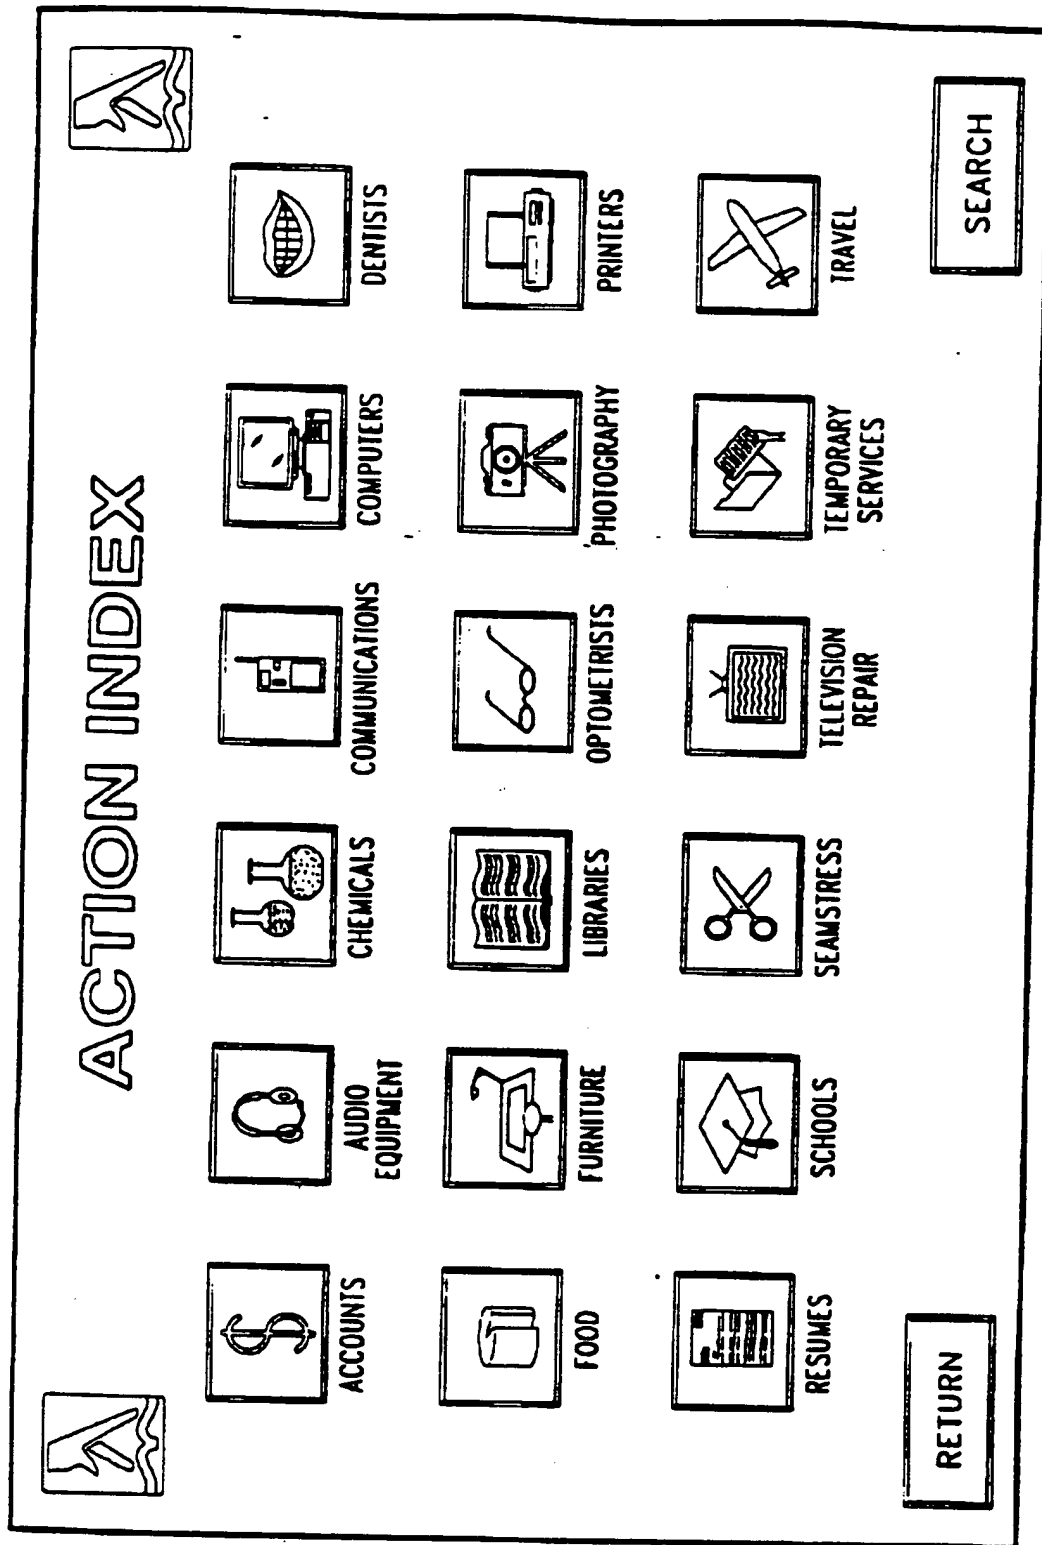 ACTION INDEX
ACCOUNTS
AUDIO
EQUIPMENT
CHEMICALS
COMMUNICATIONS
COMPUTERS
DENTISTS
FOOD
FURNITURE
LIBRARIES
OPTOMETRISTS
PHOTOGRAPHY
PRINTERS
RESUMES
SCHOOLS
SEAMSTRESS
TELEVISION
REPAIR
TEMPORARY
SERVICES
TRAVEL
RETURN
SEARCH